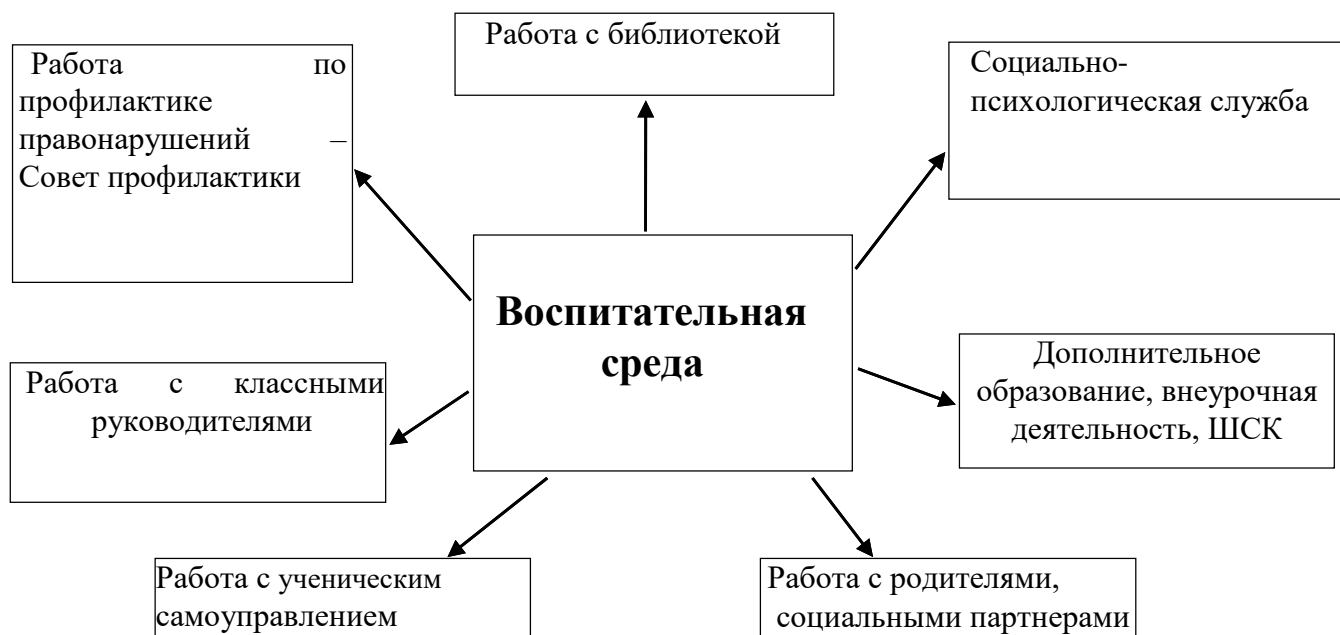 Работа с библиотекой
Работа по
профилактике
правонарушений –
Совет профилактики
Социально-
психологическая служба
Воспитательная
среда
Работа с классными
руководителями
Дополнительное
образование, внеурочная
деятельность, ШСК
Работа с ученическим
самоуправлением
Работа с родителями,
социальными партнерами